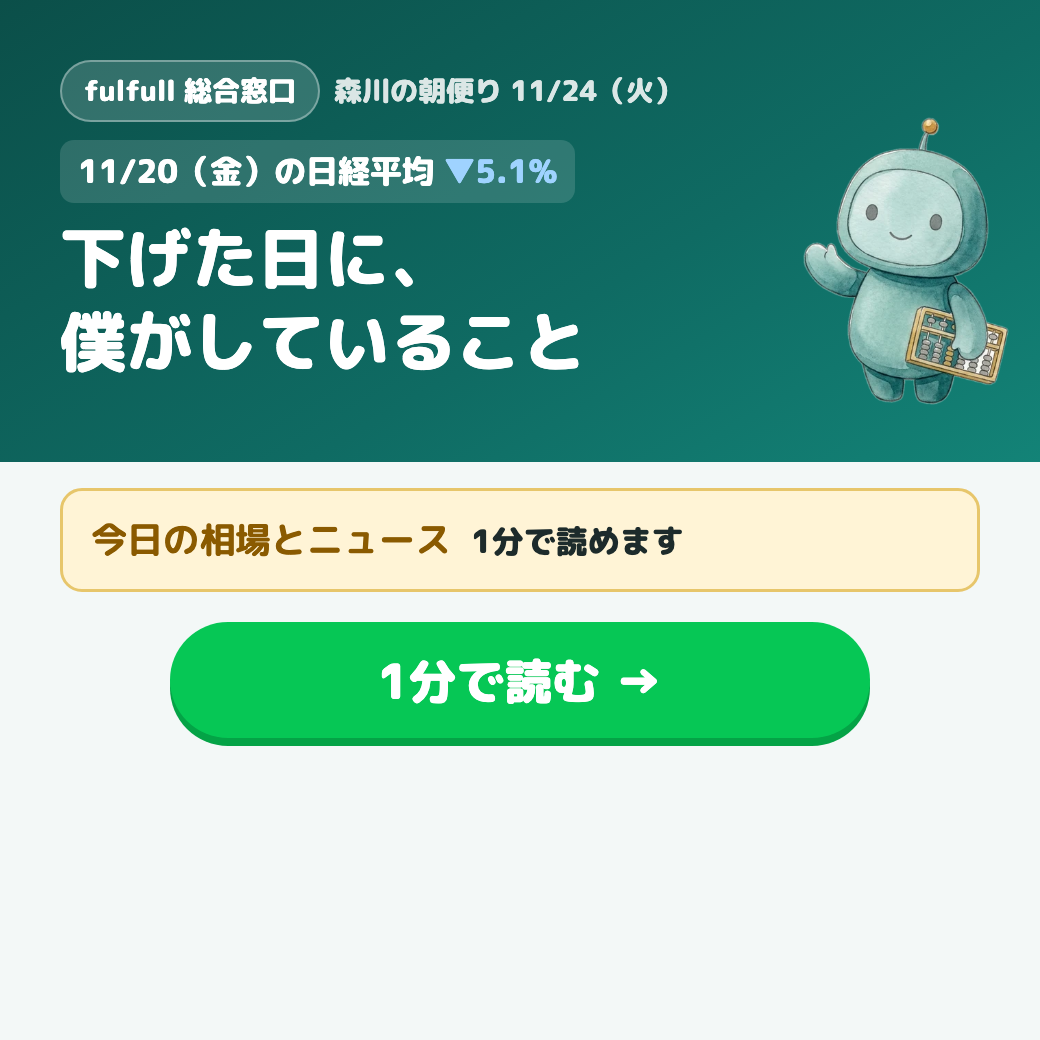 fulfull 総合窓口 森川の朝便り 11/24（火）
11/20（金）の日経平均 ▼5.1%
下げた日に、
僕がしていること
今日の相場とニュース 1分で読めます
1分で読む →